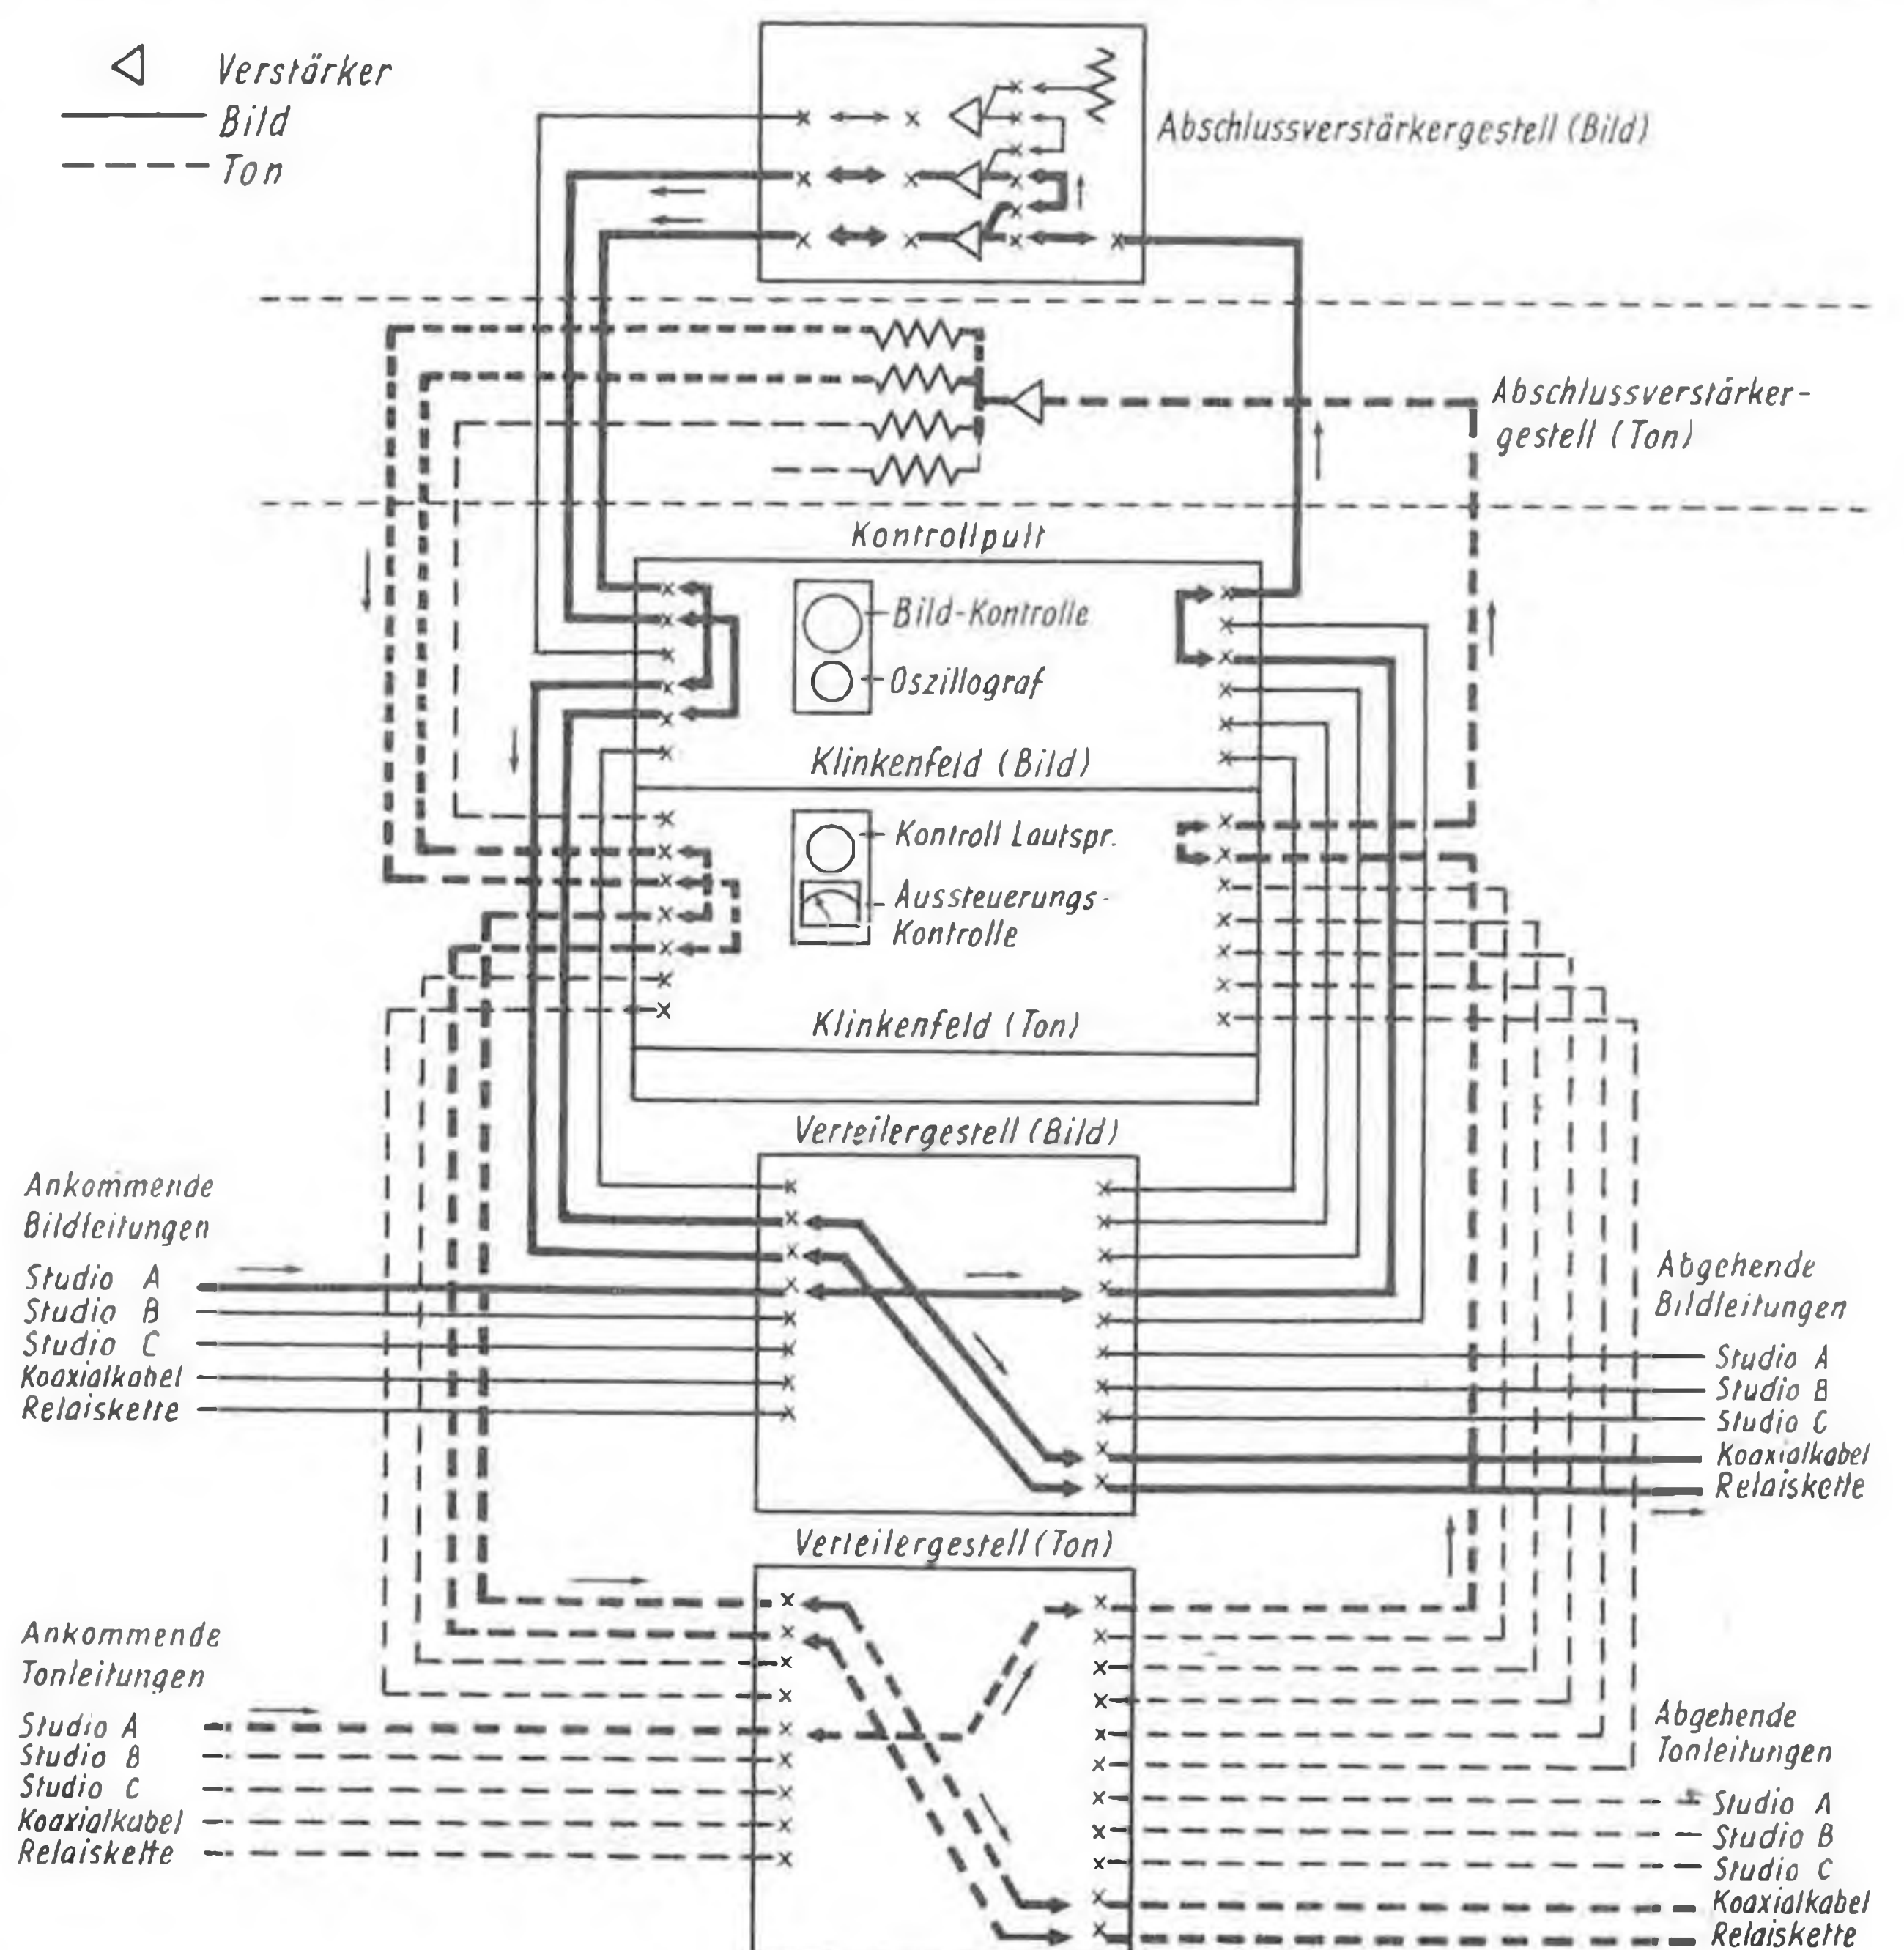 Verstärker
Bild
Ton
Abschlussverstärkergestell (Bild)
Abschlussverstärker-
gestell (Ton)
Kontrollpult
Bild-Kontrolle
Oszillograf
Klinkenfeld (Bild)
Kontroll Lautspr.
Aussteuerungs-
Kontrolle
Klinkenfeld (Ton)
Verteilergestell (Bild)
Ankommende
Bildleitungen
Studio A
Studio B
Studio C
Koaxialkabel
Relaiskette
Abgehende
Bildleitungen
Studio A
Studio B
Studio C
Koaxialkabel
Relaiskette
Verteilergestell (Ton)
Ankommende
Tonleitungen
Studio A
Studio B
Studio C
Koaxialkabel
Relaiskette
Abgehende
Tonleitungen
Studio A
Studio B
Studio C
Koaxialkabel
Relaiskette